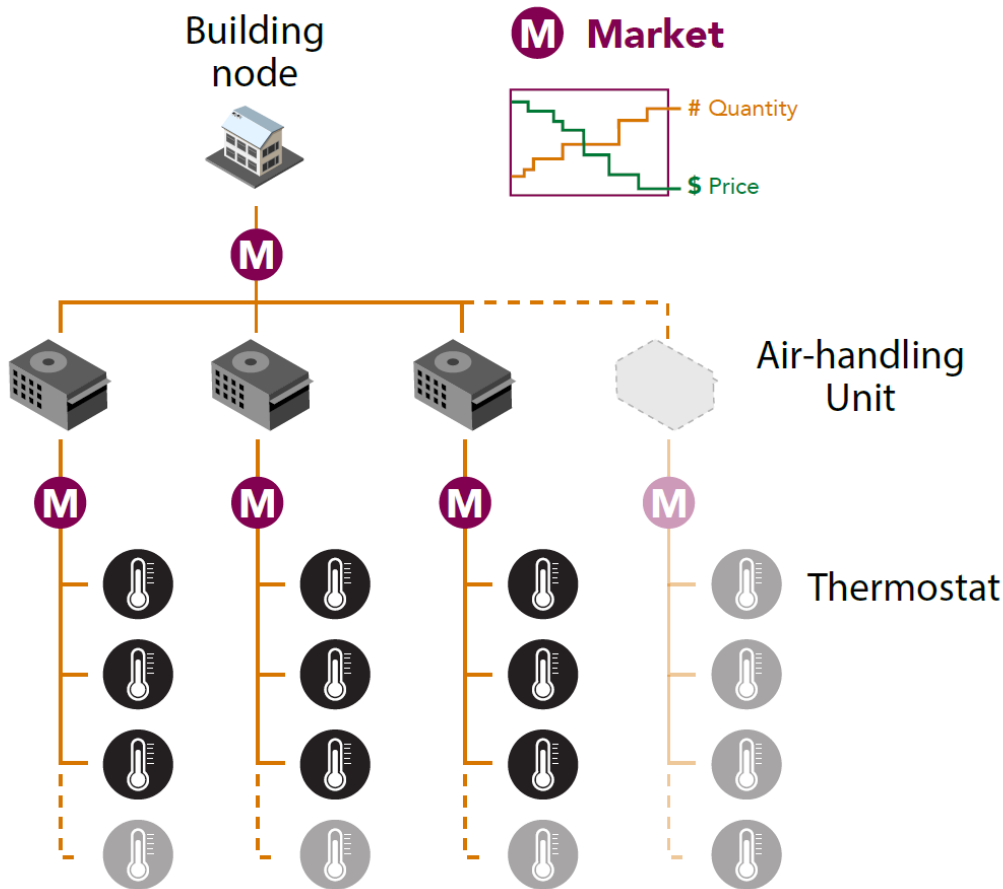 Building
node
M Market
# Quantity
$ Price
M
Air-handling
Unit
M M M M
Thermostat